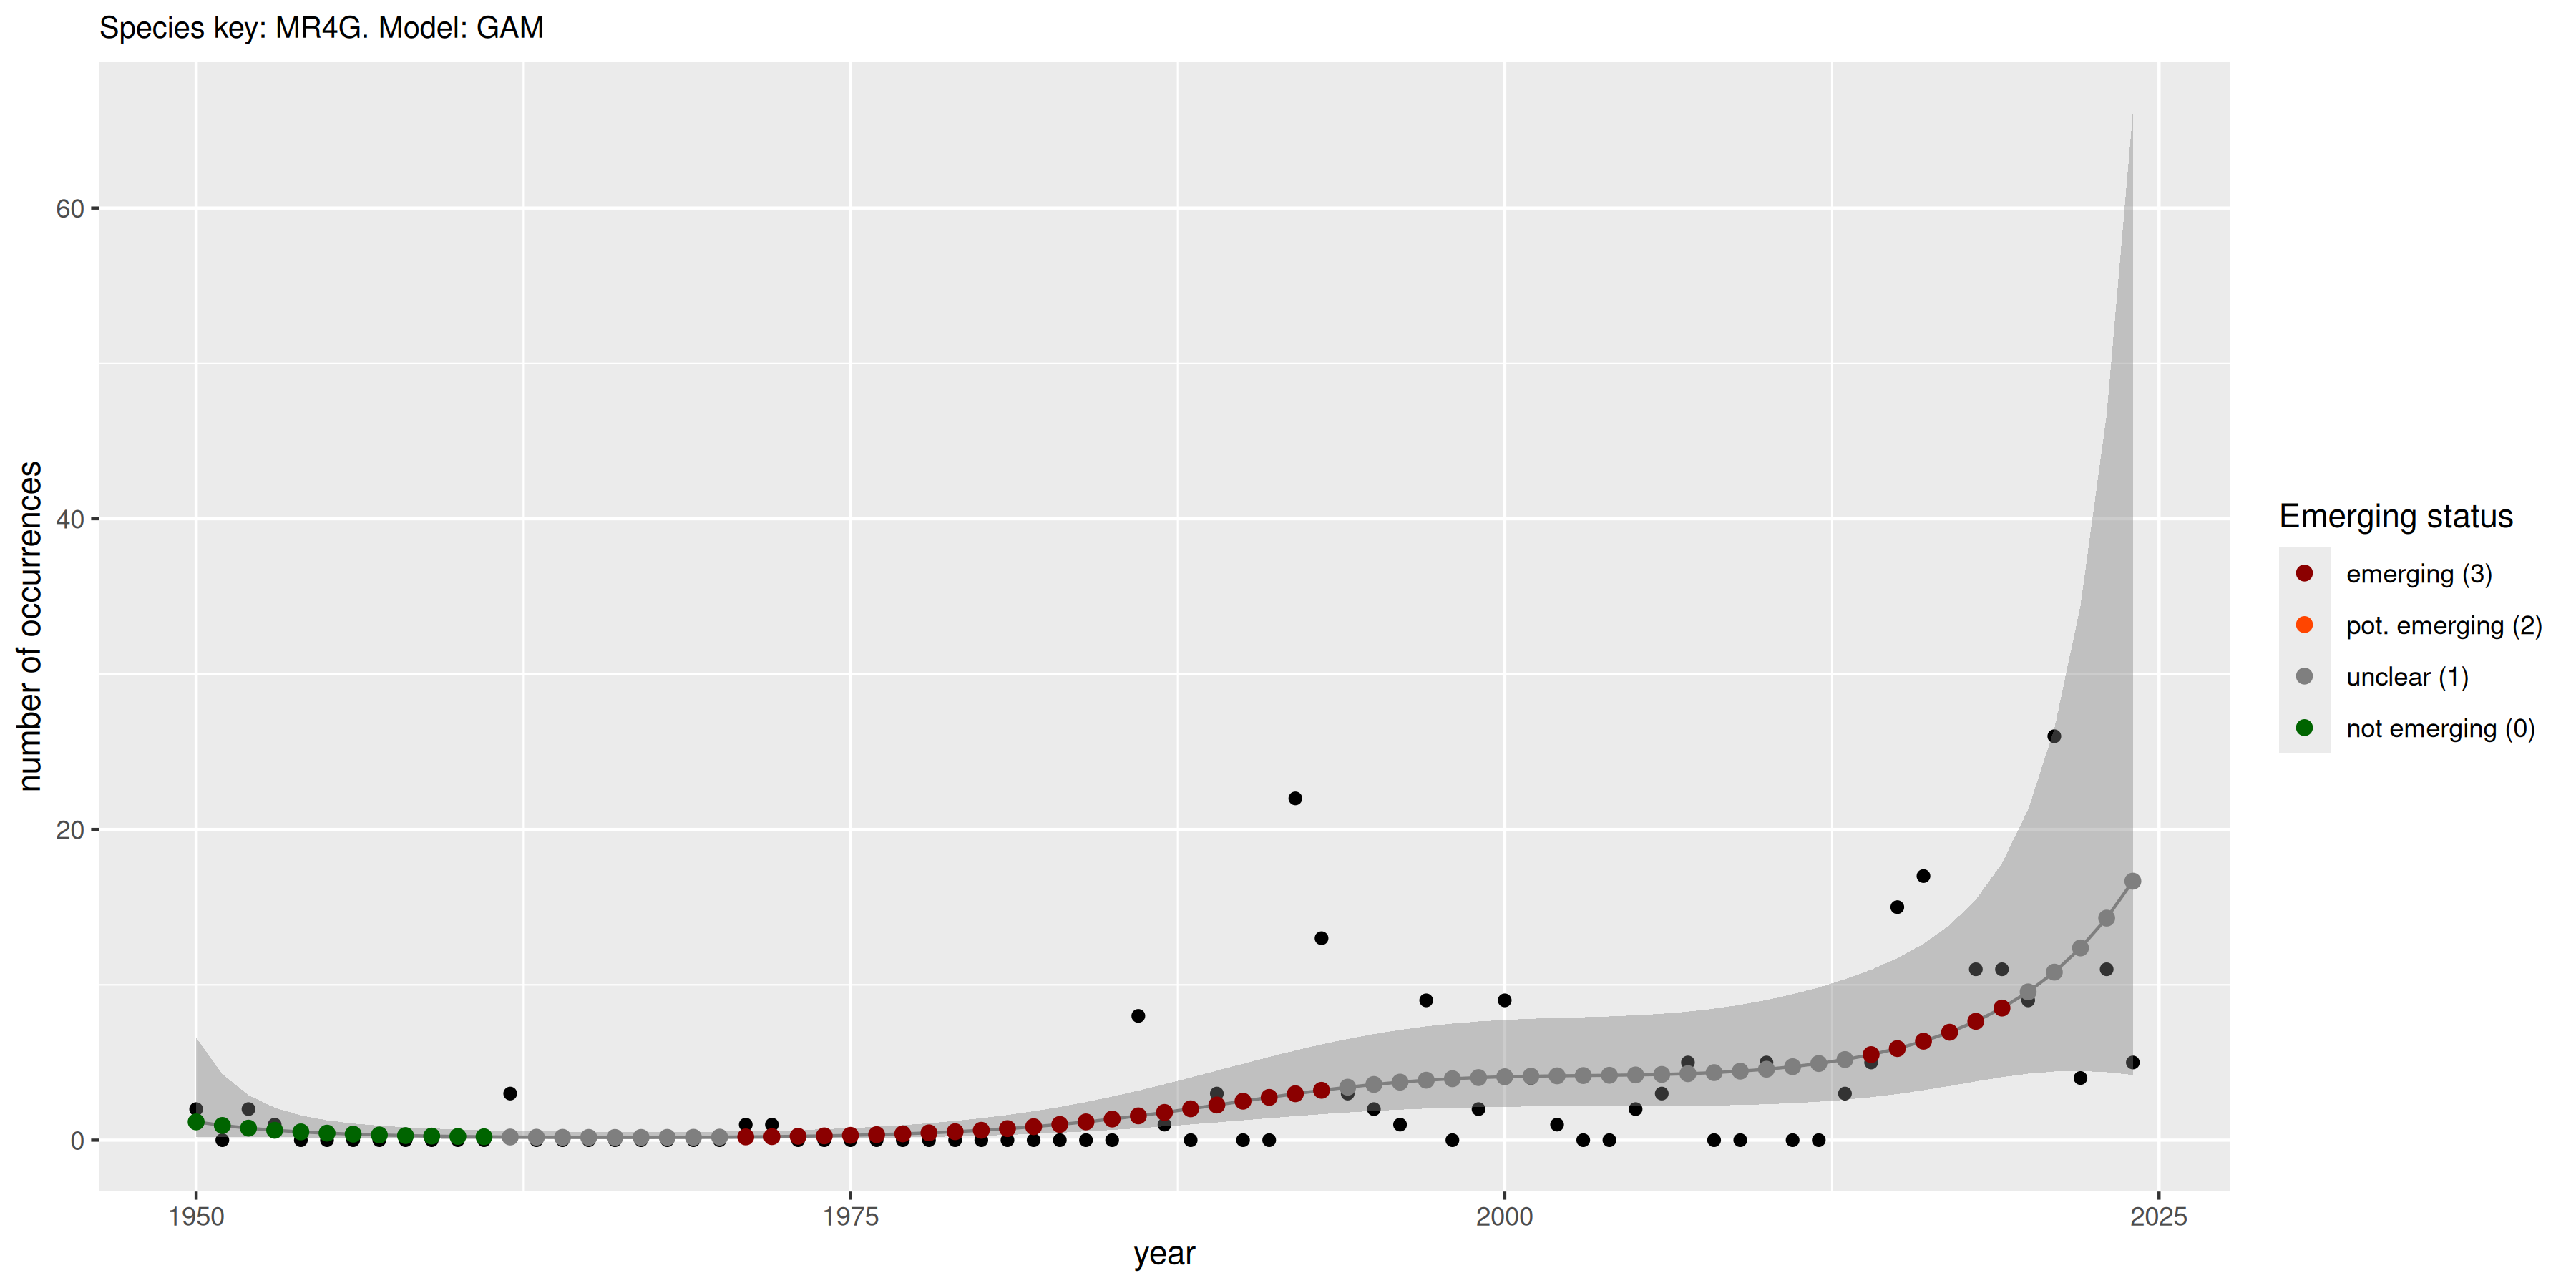 Species key: MR4G. Model: GAM
number of occurrences
60
40
20
0
1950
1975
2000
2025
year
Emerging status
emerging (3)
pot. emerging (2)
unclear (1)
not emerging (0)